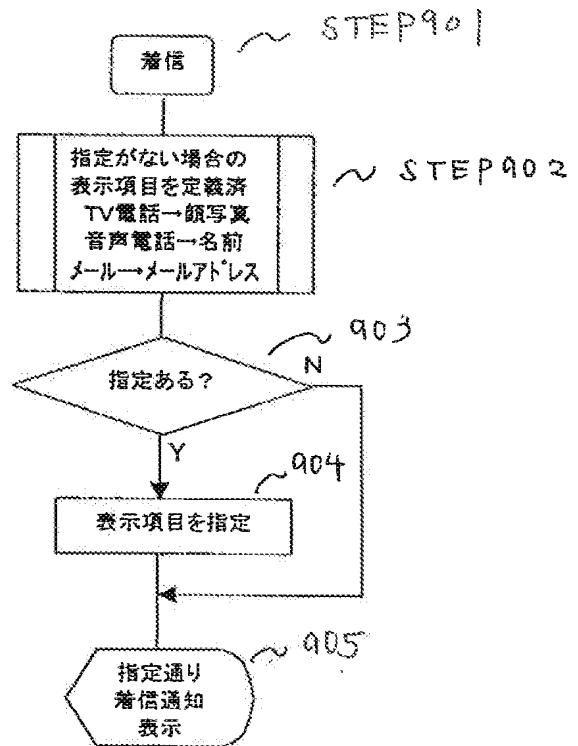 着信
STEP901
指定がない場合の
表示項目を定義済
TV電話→顔写真
音声電話→名前
メール→メールアドレス
STEP902
903
指定ある?
N
Y
904
表示項目を指定
905
指定通り
着信通知
表示